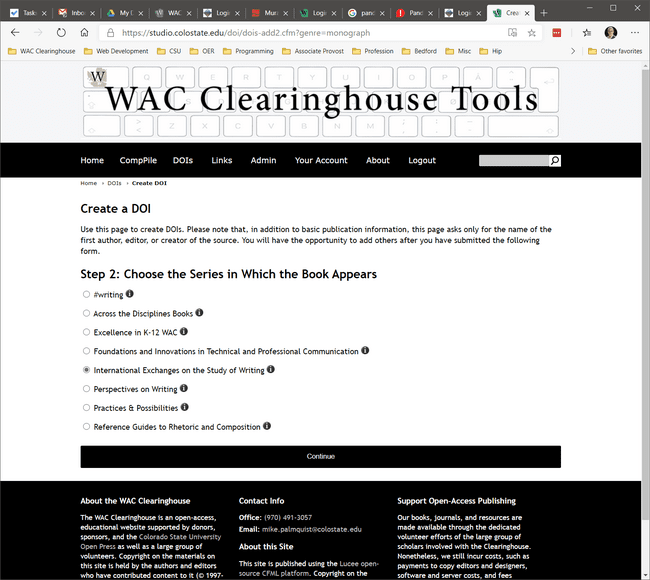 Task:
Inbo
My D
WAC
Login
Muni
Login
pand
Pand
Login
Crea
https://studio.colostate.edu/doi/dois-add2.cfm?genre=monograph
WAC Clearinghouse
Web Development
CSU
OER
Programming
Associate Provost
Profession
Bedford
Misc
Hip
Other favorites
W
WAC Clearinghouse Tools
Home CompPile DOIs Links Admin Your Account About Logout
Home › DOIs › Create DOI
Create a DOI
Use this page to create DOIs. Please note that, in addition to basic publication information, this page asks only for the name of the
first author, editor, or creator of the source. You will have the opportunity to add others after you have submitted the following
form.
Step 2: Choose the Series in Which the Book Appears
#writing
Across the Disciplines Books
Excellence in K-12 WAC
Foundations and Innovations in Technical and Professional Communication
International Exchanges on the Study of Writing
Perspectives on Writing
Practices & Possibilities
Reference Guides to Rhetoric and Composition
Continue
About the WAC Clearinghouse
The WAC Clearinghouse is an open-access,
educational website supported by donors,
sponsors, and the Colorado State University
Open Press as well as a large group of
volunteers. Copyright on the materials on
this site is held by the authors and editors
who have contributed content to it (© 1997-
Contact Info
Office: (970) 491-3057
Email: mike.palmquist@colostate.edu
About this Site
This site is published using the Lucee open-
source CFML platform. Copyright on the
Support Open-Access Publishing
Our books, journals, and resources are
made available through the dedicated
volunteer efforts of the large group of
scholars involved with the Clearinghouse.
Nonetheless, we still incur costs, such as
payments to copy editors and designers,
software and server costs, and fees